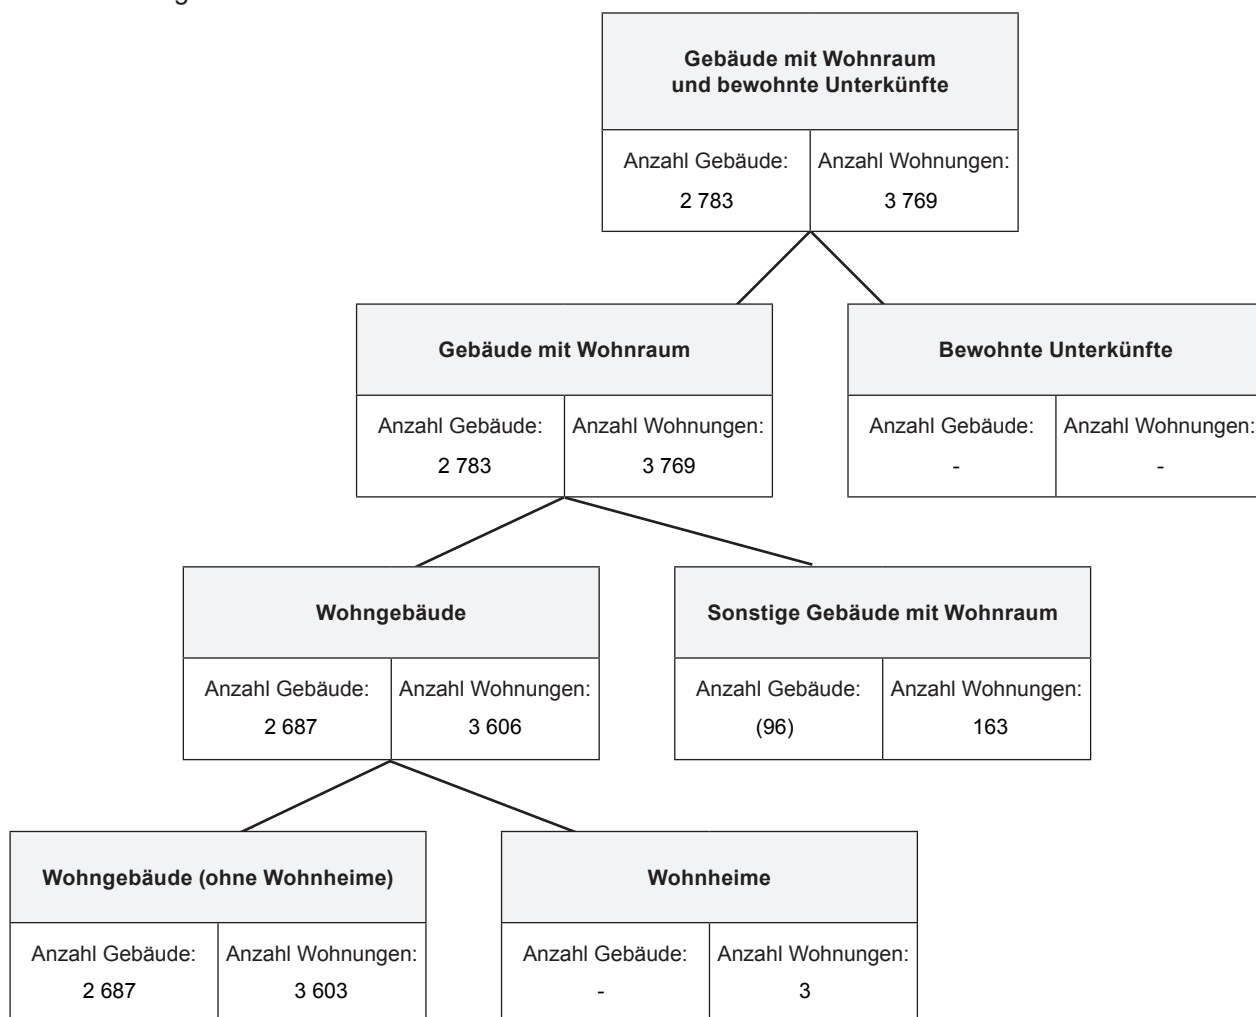 Gebäude mit Wohnraum
und bewohnte Unterkünfte
Anzahl Gebäude: Anzahl Wohnungen:
2 783 3 769
Gebäude mit Wohnraum
Anzahl Gebäude: Anzahl Wohnungen:
2 783 3 769
Bewohnte Unterkünfte
Anzahl Gebäude: Anzahl Wohnungen:
- -
Wohngebäude
Anzahl Gebäude: Anzahl Wohnungen:
2 687 3 606
Sonstige Gebäude mit Wohnraum
Anzahl Gebäude: Anzahl Wohnungen:
(96) 163
Wohngebäude (ohne Wohnheime)
Anzahl Gebäude: Anzahl Wohnungen:
2 687 3 603
Wohnheime
Anzahl Gebäude: Anzahl Wohnungen:
- 3